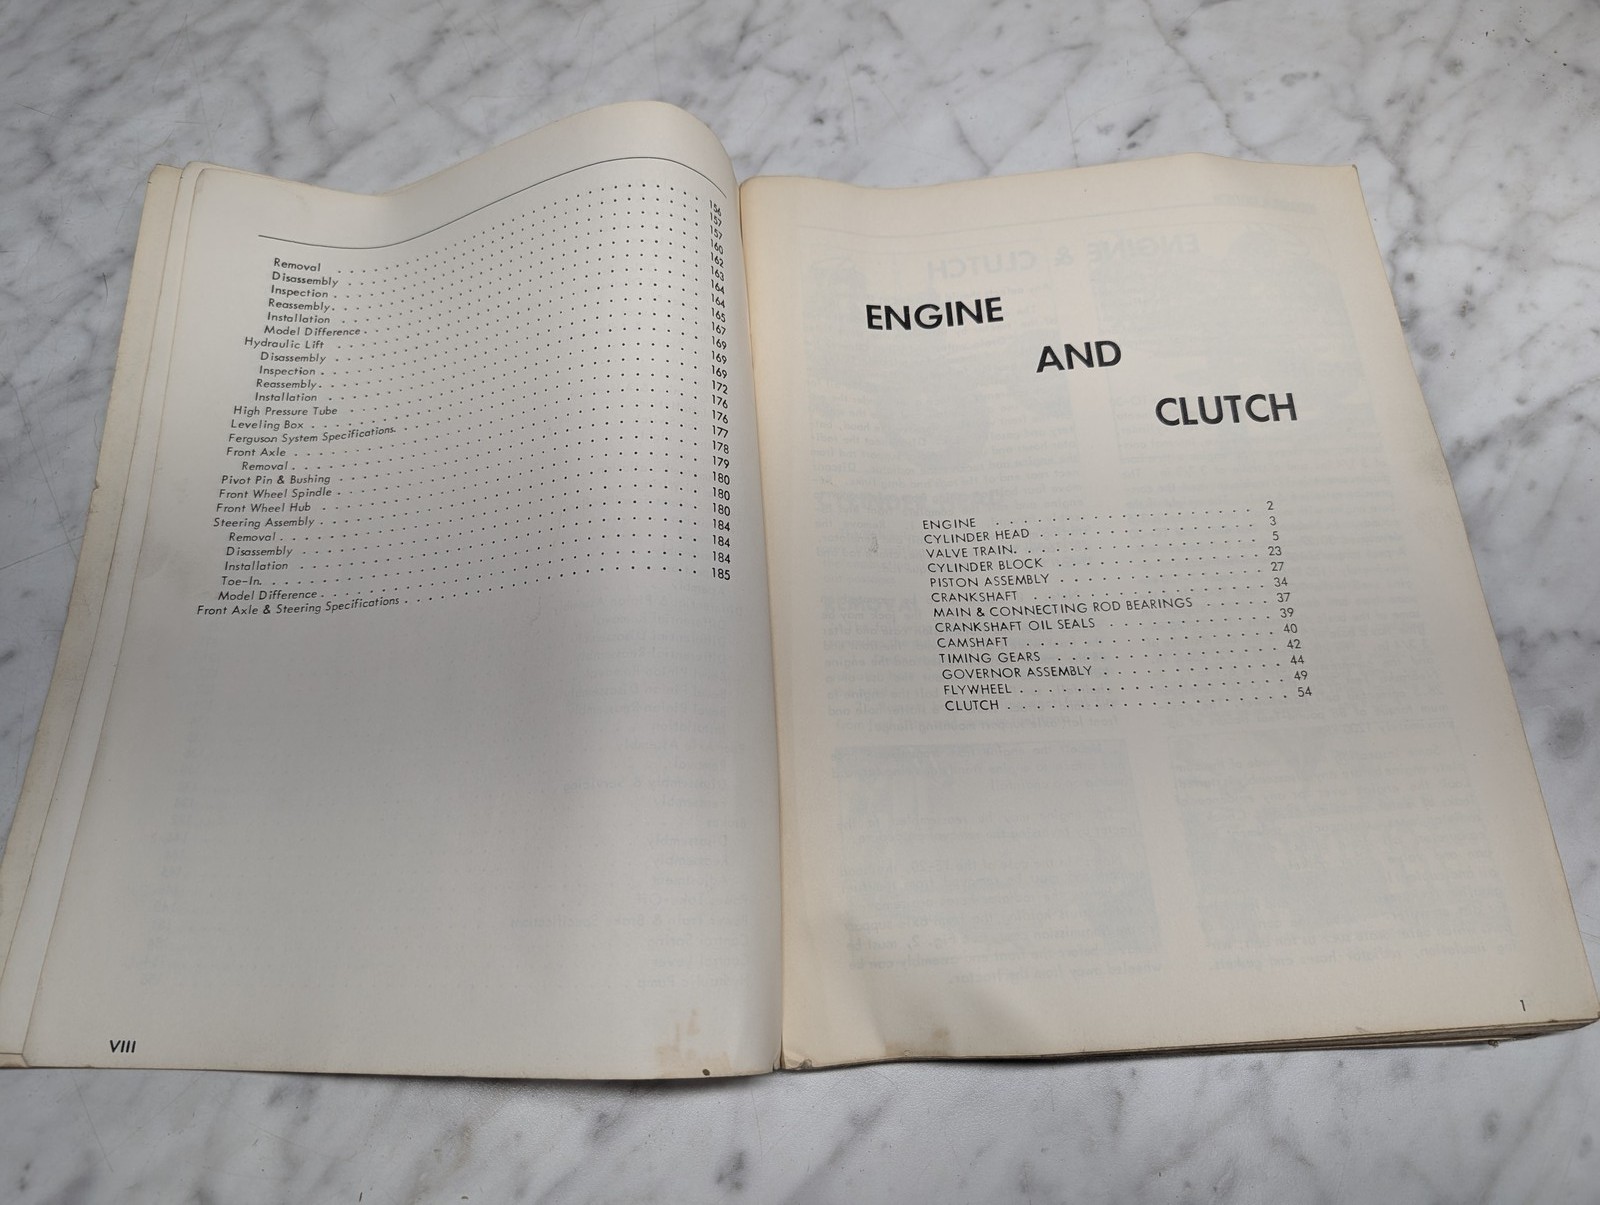 Removal . . . . . . . . . . 156
Disassembly . . . . . . . . . . 157
Inspection . . . . . . . . . . 157
Reassembly . . . . . . . . . . 160
Installation . . . . . . . . . . 162
Model Difference . . . . . . . . . . 163
Hydraulic Lift . . . . . . . . . . 164
Disassembly . . . . . . . . . . 164
Inspection . . . . . . . . . . 165
Reassembly . . . . . . . . . . 167
Installation . . . . . . . . . . 169
High Pressure Tube . . . . . . . . . . 169
Leveling Box . . . . . . . . . . 169
Ferguson System Specifications . . . . . . . . . . 172
Front Axle . . . . . . . . . . 176
Removal . . . . . . . . . . 176
Pivot Pin & Bushing . . . . . . . . . . 177
Front Wheel Spindle . . . . . . . . . . 178
Front Wheel Hub . . . . . . . . . . 179
Steering Assembly . . . . . . . . . . 180
Removal . . . . . . . . . . 180
Disassembly . . . . . . . . . . 180
Installation . . . . . . . . . . 184
Toe-In . . . . . . . . . . 184
Model Difference . . . . . . . . . . 184
Front Axle & Steering Specifications . . . . . . . . . . 185
VIII
ENGINE
AND
CLUTCH
ENGINE . . . . . . . . . . 2
CYLINDER HEAD . . . . . . . . . . 3
VALVE TRAIN . . . . . . . . . . 5
CYLINDER BLOCK . . . . . . . . . . 23
PISTON ASSEMBLY . . . . . . . . . . 27
CRANKSHAFT . . . . . . . . . . 34
MAIN & CONNECTING ROD BEARINGS . . . . . 37
CRANKSHAFT OIL SEALS . . . . . . . . . . 39
CAMSHAFT . . . . . . . . . . 40
TIMING GEARS . . . . . . . . . . 42
GOVERNOR ASSEMBLY . . . . . . . . . . 44
FLYWHEEL . . . . . . . . . . 49
CLUTCH . . . . . . . . . . 54
1